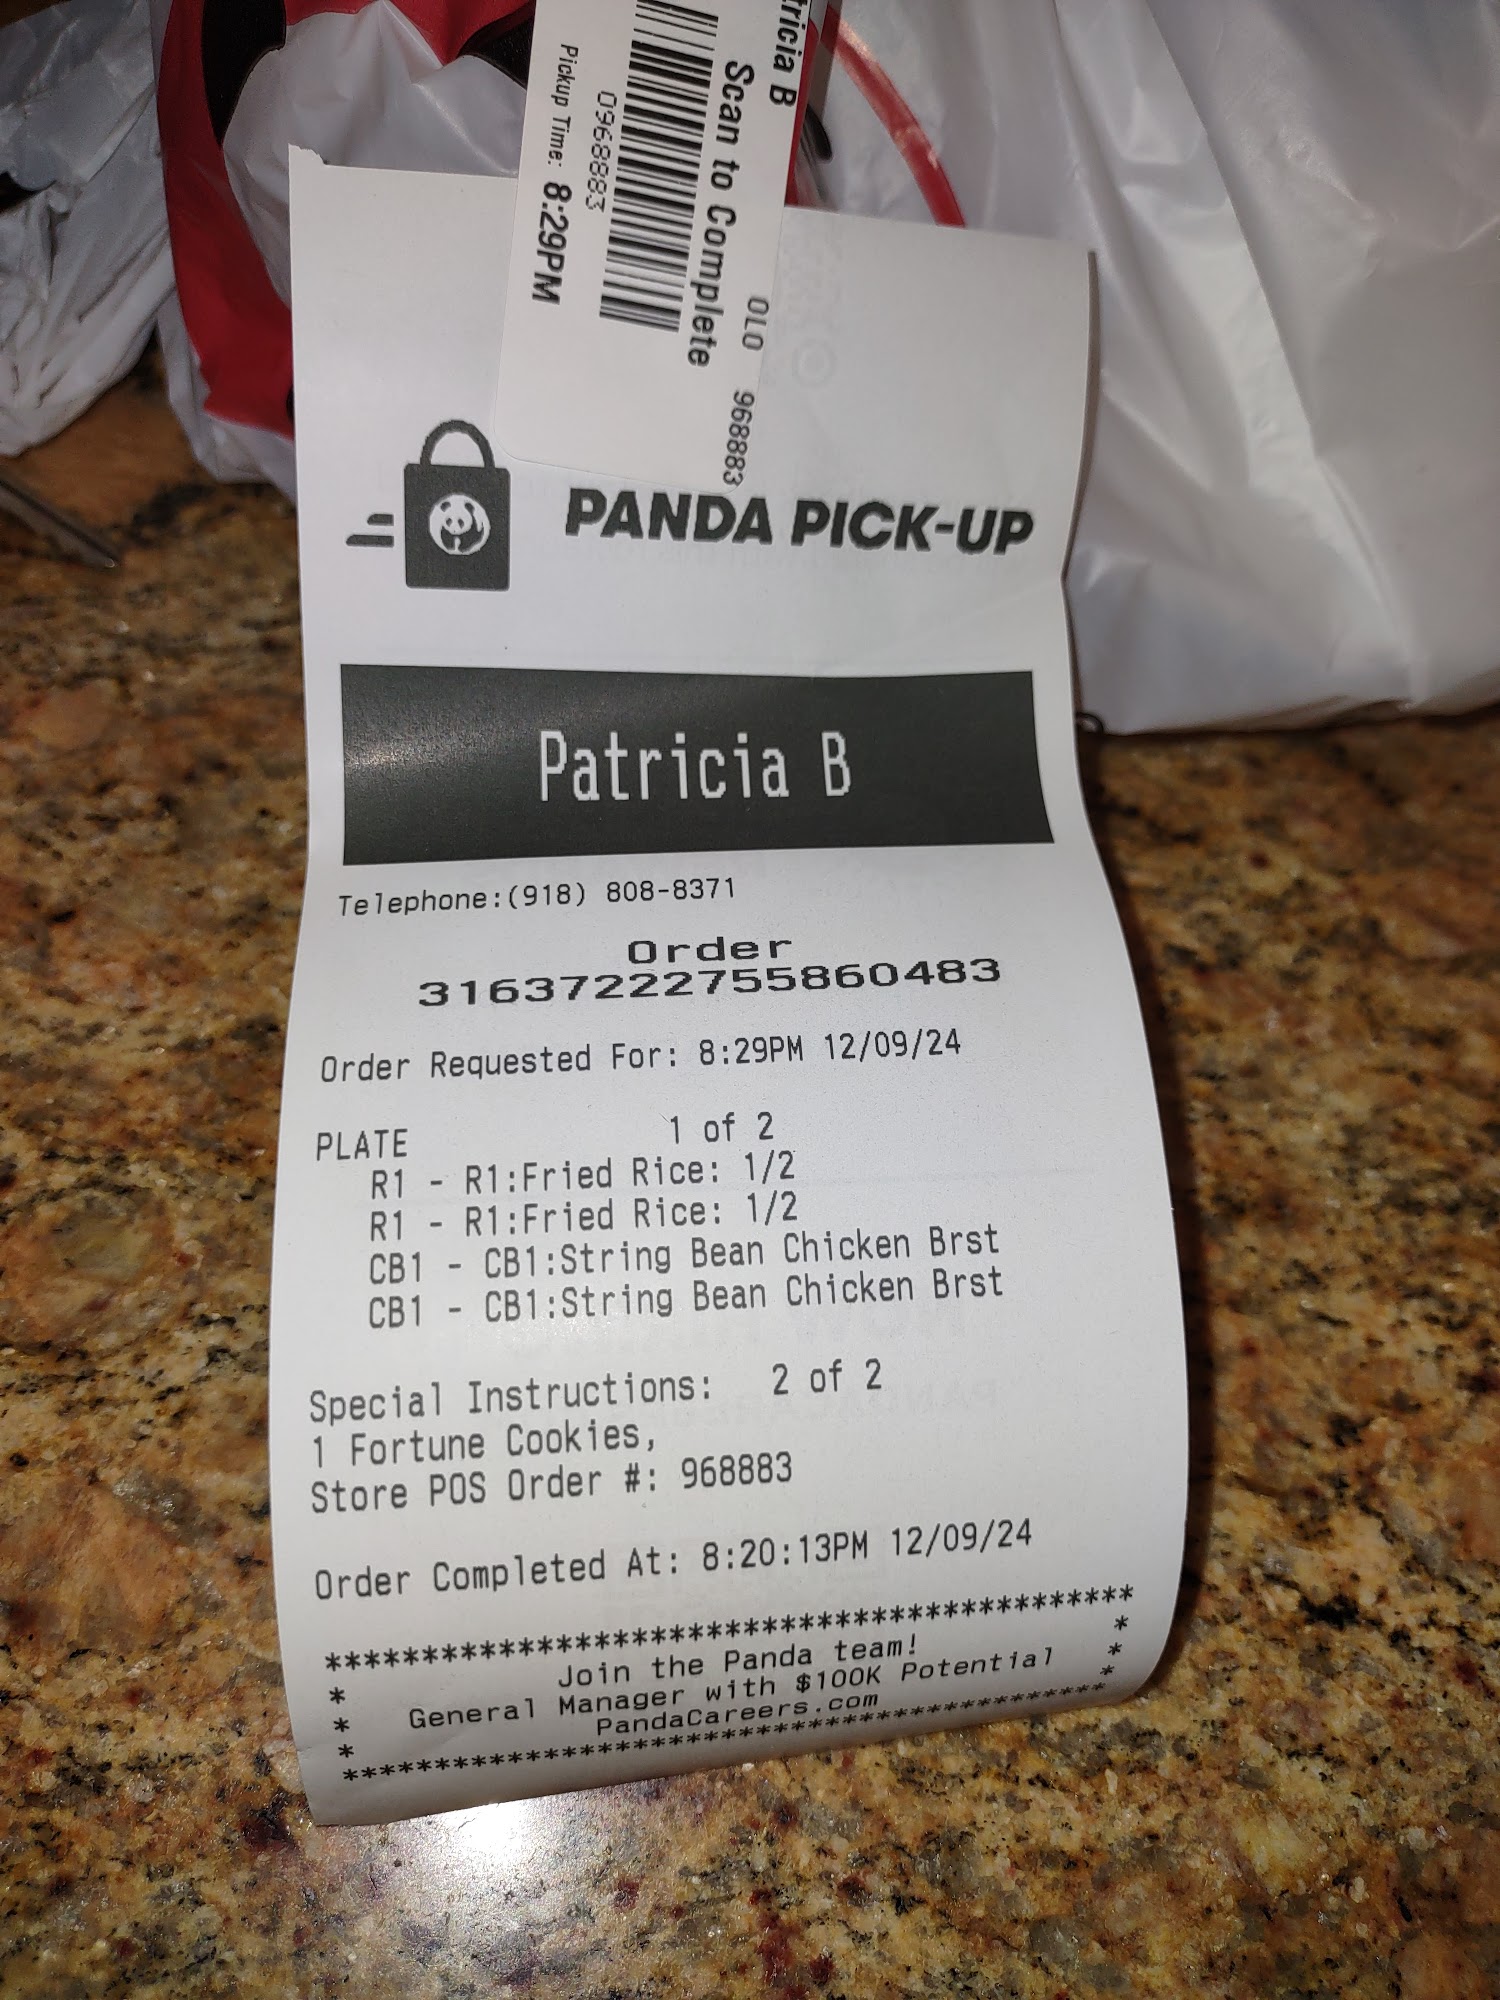 tricia B
OLO 968883
Scan to Complete
0968883
Pickup Time: 8:29PM
PANDA PICK-UP
Patricia B
Telephone:(918) 808-8371
Order
31637222755860483
Order Requested For: 8:29PM 12/09/24
PLATE 1 of 2
R1 - R1:Fried Rice: 1/2
R1 - R1:Fried Rice: 1/2
CB1 - CB1:String Bean Chicken Brst
CB1 - CB1:String Bean Chicken Brst
Special Instructions: 2 of 2
1 Fortune Cookies,
Store POS Order #: 968883
Order Completed At: 8:20:13PM 12/09/24
******************************************
* Join the Panda team! *
* General Manager with $100K Potential *
* PandaCareers.com *
******************************************